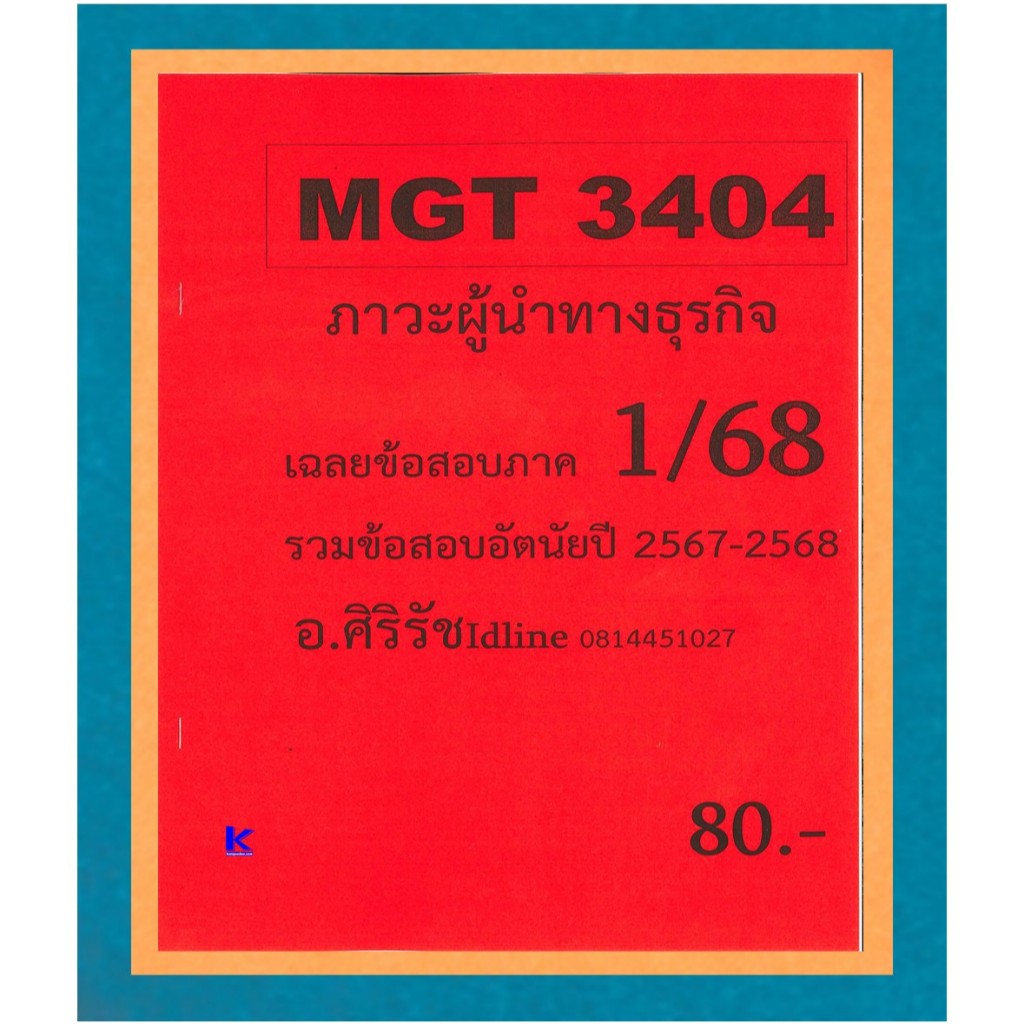 MGT 3404
ภาวะผู้นำทางธุรกิจ
เฉลยข้อสอบภาค 1/68
รวมข้อสอบอัตนัยปี 2567-2568
อ.ศิริรัชIdline 0814451027
80.-
K